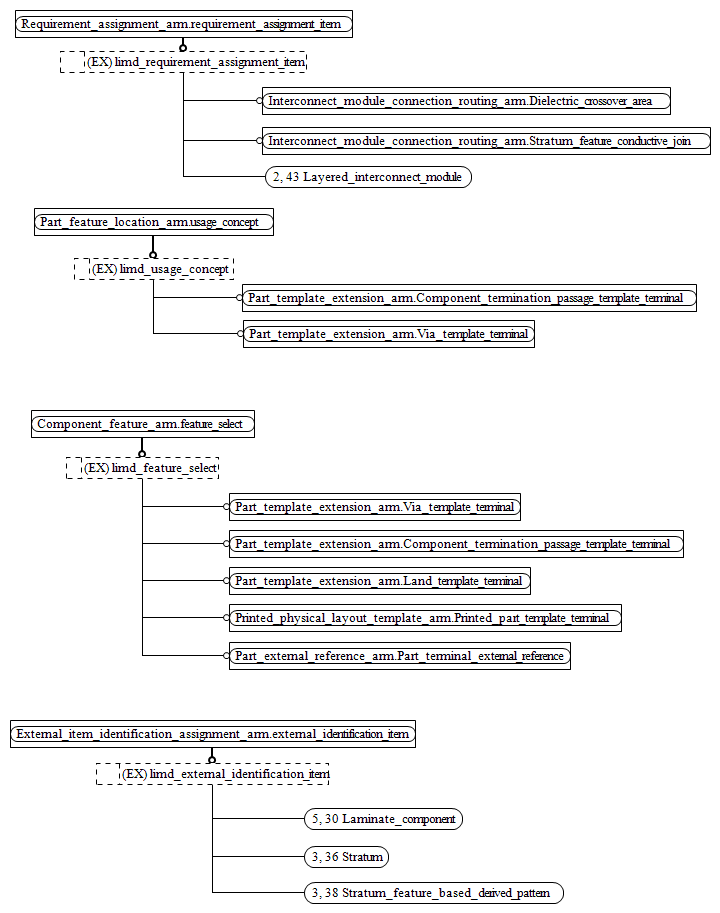 Requirement_assignment_arm.requirement_assignment_item
(EX) limd_requirement_assignment_item
Interconnect_module_connection_routing_arm.Dielectric_crossover_area
Interconnect_module_connection_routing_arm.Stratum_feature_conductive_join
2, 43 Layered_interconnect_module
Part_feature_location_arm.usage_concept
(EX) limd_usage_concept
Part_template_extension_arm.Component_termination_passage_template_terminal
Part_template_extension_arm.Via_template_terminal
Component_feature_arm.feature_select
(EX) limd_feature_select
Part_template_extension_arm.Via_template_terminal
Part_template_extension_arm.Component_termination_passage_template_terminal
Part_template_extension_arm.Land_template_terminal
Printed_physical_layout_template_arm.Printed_part_template_terminal
Part_external_reference_arm.Part_terminal_external_reference
External_item_identification_assignment_arm.external_identification_item
(EX) limd_external_identification_item
5, 30 Laminate_component
3, 36 Stratum
3, 38 Stratum_feature_based_derived_pattern